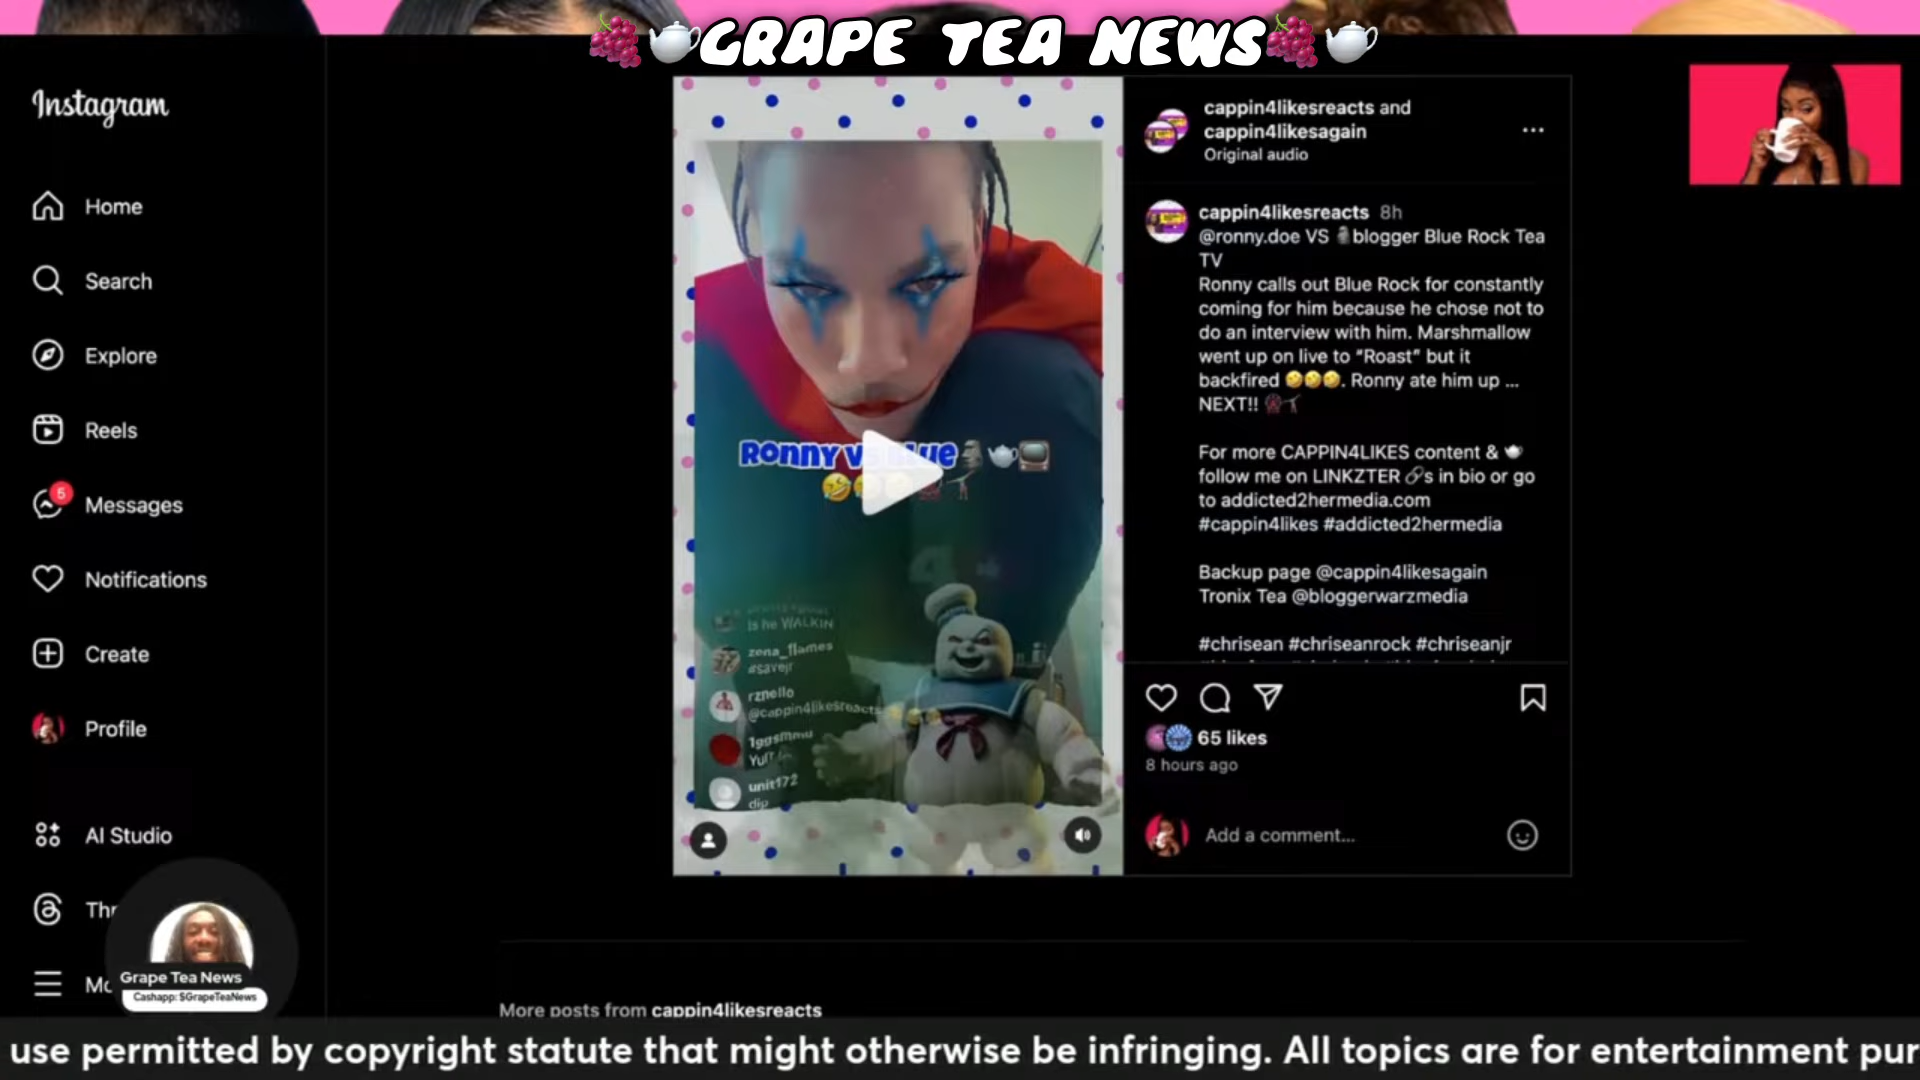 GRAPE TEA NEWS
Instagram
Home
Search
Explore
Reels
5
Messages
Notifications
Create
Profile
AI Studio
Grape Tea News
Cashapp: $GrapeTeaNews
Ronny
is he WALKIN
zena_flames
#savejr
rznello
@cappin4likesreacts
unit172
dip
cappin4likesreacts and
cappin4likesagain
Original audio
cappin4likesreacts 8h
@ronny.doe VS 🗿blogger Blue Rock Tea
TV
Ronny calls out Blue Rock for constantly
coming for him because he chose not to
do an interview with him. Marshmallow
went up on live to “Roast” but it
backfired 🤣🤣🤣. Ronny ate him up ...
NEXT!!
For more CAPPIN4LIKES content & 🫖
follow me on LINKZTER 🔗s in bio or go
to addicted2hermedia.com
#cappin4likes #addicted2hermedia
Backup page @cappin4likesagain
Tronix Tea @bloggerwarzmedia
#chrisean #chriseanrock #chriseanjr
65 likes
8 hours ago
Add a comment...
More posts from cappin4likesreacts
use permitted by copyright statute that might otherwise be infringing. All topics are for entertainment pur